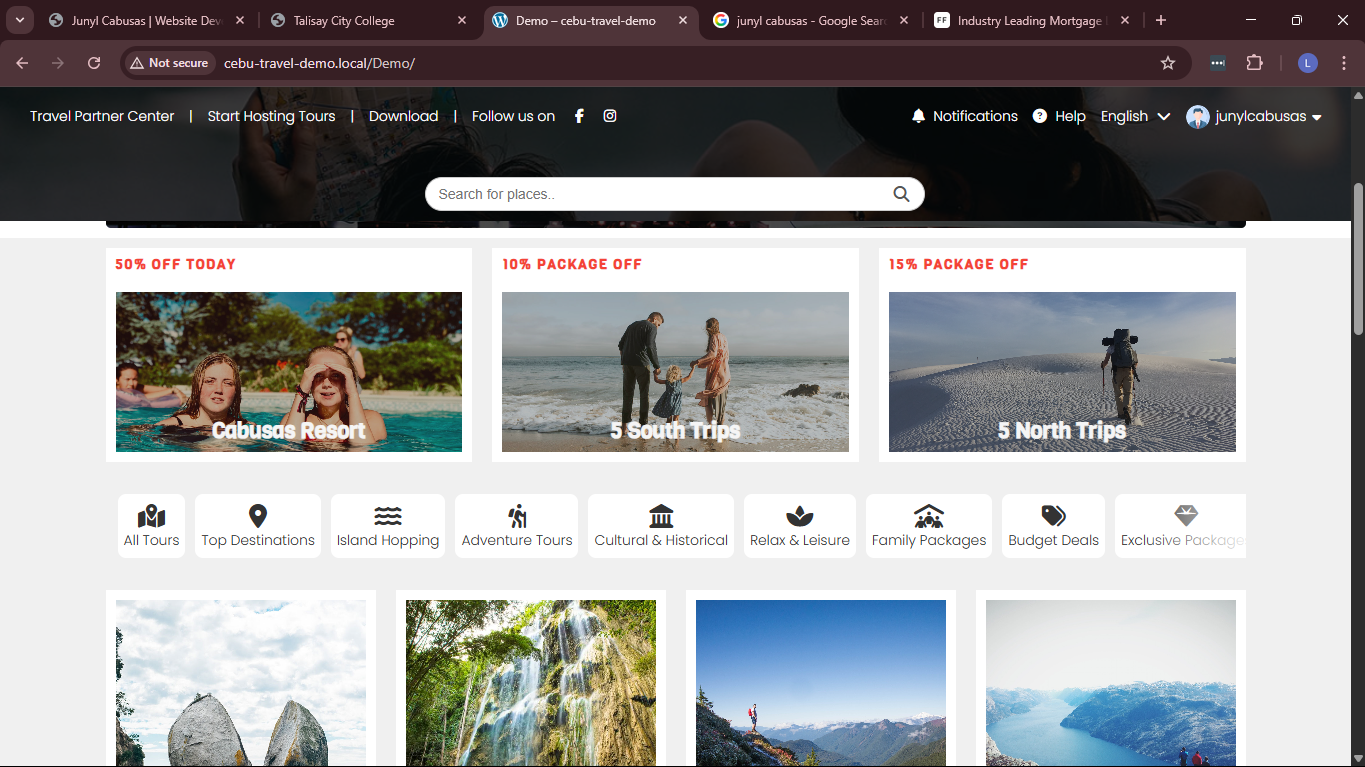 Junyl Cabusas | Website Dev
Talisay City College
Demo – cebu-travel-demo
junyl cabusas - Google Sear
Industry Leading Mortgage
Not secure
cebu-travel-demo.local/Demo/
L
Travel Partner Center | Start Hosting Tours | Download | Follow us on
Notifications
Help
English
junylcabusas
Search for places..
50% OFF TODAY
10% PACKAGE OFF
15% PACKAGE OFF
Cabusas Resort
5 South Trips
5 North Trips
All Tours
Top Destinations
Island Hopping
Adventure Tours
Cultural & Historical
Relax & Leisure
Family Packages
Budget Deals
Exclusive Package